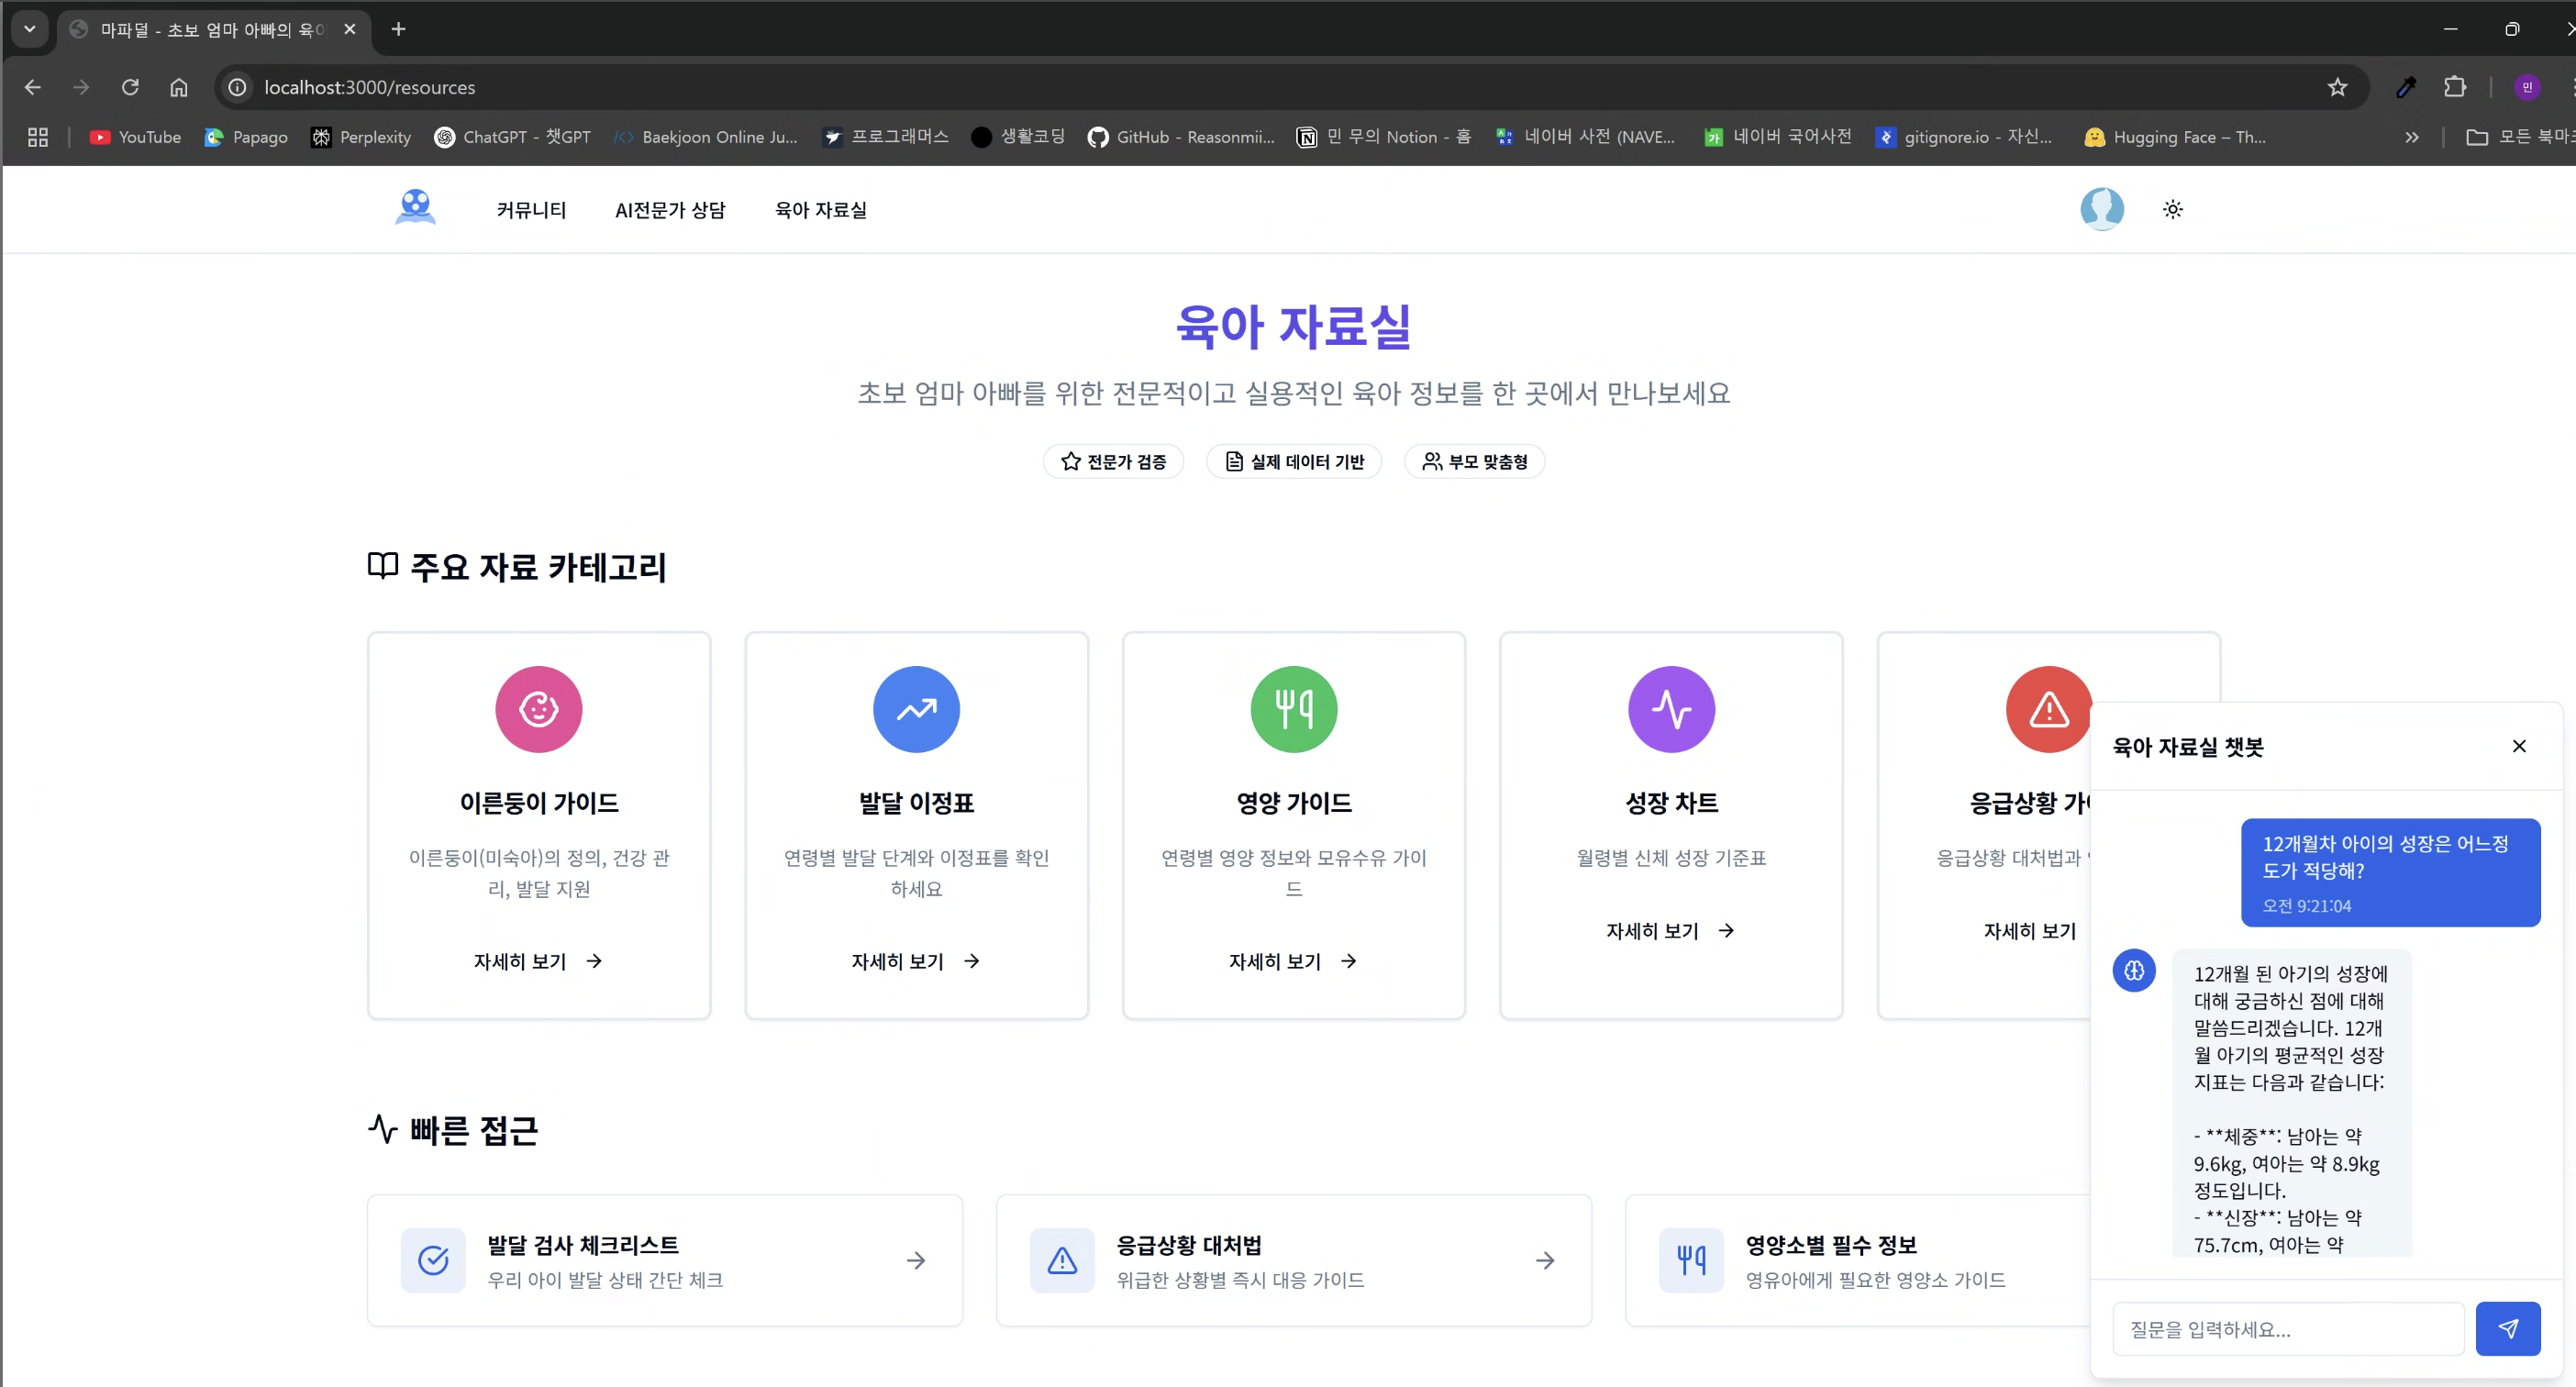 마파덜 - 초보 엄마 아빠의 육아
localhost:3000/resources
YouTube
Papago
Perplexity
ChatGPT - 챗GPT
Baekjoon Online Ju...
프로그래머스
생활코딩
GitHub - Reasonmii...
민 무의 Notion - 홈
네이버 사전 (NAVE...
네이버 국어사전
gitignore.io - 자신...
Hugging Face – Th...
모든 북마크
민
커뮤니티
AI전문가 상담
육아 자료실
육아 자료실
초보 엄마 아빠를 위한 전문적이고 실용적인 육아 정보를 한 곳에서 만나보세요
전문가 검증
실제 데이터 기반
부모 맞춤형
주요 자료 카테고리
이른둥이 가이드
이른둥이(미숙아)의 정의, 건강 관
리, 발달 지원
자세히 보기
발달 이정표
연령별 발달 단계와 이정표를 확인
하세요
자세히 보기
영양 가이드
연령별 영양 정보와 모유수유 가이
드
자세히 보기
성장 차트
월령별 신체 성장 기준표
자세히 보기
응급상황
응급상황 대처법과
자세히 보기
빠른 접근
발달 검사 체크리스트
우리 아이 발달 상태 간단 체크
응급상황 대처법
위급한 상황별 즉시 대응 가이드
영양소별 필수 정보
영유아에게 필요한 영양소 가이드
육아 자료실 챗봇
12개월차 아이의 성장은 어느정
도가 적당해?
오전 9:21:04
12개월 된 아기의 성장에
대해 궁금하신 점에 대해
말씀드리겠습니다. 12개
월 아기의 평균적인 성장
지표는 다음과 같습니다:
- **체중**: 남아는 약
9.6kg, 여아는 약 8.9kg
정도입니다.
- **신장**: 남아는 약
75.7cm, 여아는 약
질문을 입력하세요...